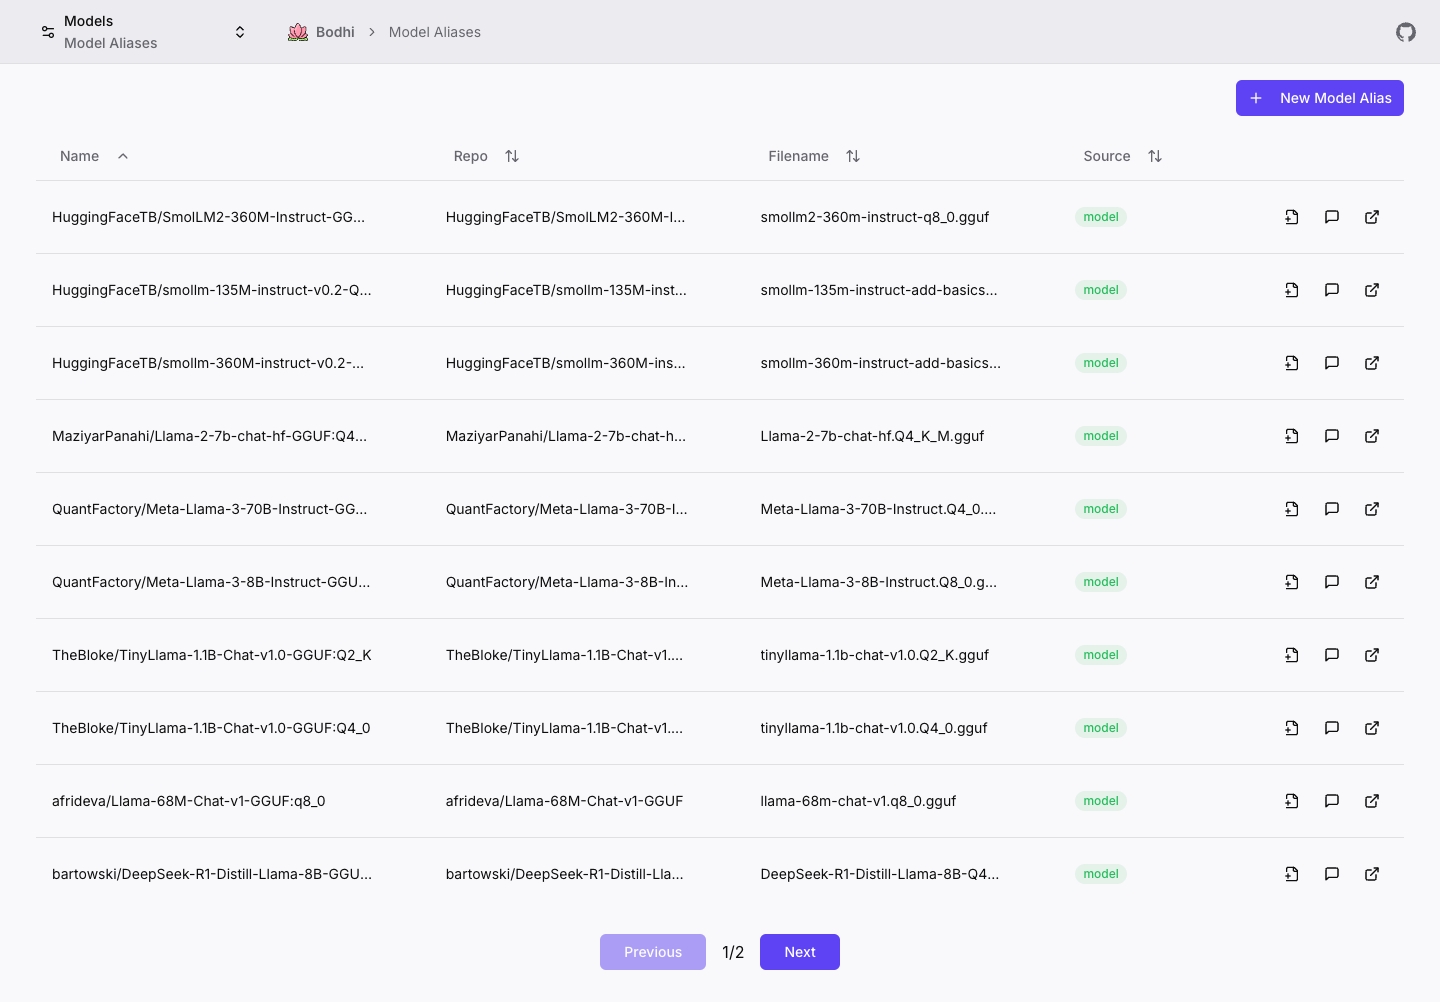 Models
Model Aliases
Bodhi > Model Aliases
New Model Alias
Name Repo Filename Source
HuggingFaceTB/SmolLM2-360M-Instruct-GG... HuggingFaceTB/SmolLM2-360M-I... smollm2-360m-instruct-q8_0.gguf model
HuggingFaceTB/smollm-135M-instruct-v0.2-Q... HuggingFaceTB/smollm-135M-inst... smollm-135m-instruct-add-basics... model
HuggingFaceTB/smollm-360M-instruct-v0.2-... HuggingFaceTB/smollm-360M-ins... smollm-360m-instruct-add-basics... model
MaziyarPanahi/Llama-2-7b-chat-hf-GGUF:Q4... MaziyarPanahi/Llama-2-7b-chat-h... Llama-2-7b-chat-hf.Q4_K_M.gguf model
QuantFactory/Meta-Llama-3-70B-Instruct-GG... QuantFactory/Meta-Llama-3-70B-I... Meta-Llama-3-70B-Instruct.Q4_0.... model
QuantFactory/Meta-Llama-3-8B-Instruct-GGU... QuantFactory/Meta-Llama-3-8B-In... Meta-Llama-3-8B-Instruct.Q8_0.g... model
TheBloke/TinyLlama-1.1B-Chat-v1.0-GGUF:Q2_K TheBloke/TinyLlama-1.1B-Chat-v1.... tinyllama-1.1b-chat-v1.0.Q2_K.gguf model
TheBloke/TinyLlama-1.1B-Chat-v1.0-GGUF:Q4_0 TheBloke/TinyLlama-1.1B-Chat-v1.... tinyllama-1.1b-chat-v1.0.Q4_0.gguf model
afrideva/Llama-68M-Chat-v1-GGUF:q8_0 afrideva/Llama-68M-Chat-v1-GGUF llama-68m-chat-v1.q8_0.gguf model
bartowski/DeepSeek-R1-Distill-Llama-8B-GGU... bartowski/DeepSeek-R1-Distill-Lla... DeepSeek-R1-Distill-Llama-8B-Q4... model
Previous 1/2 Next